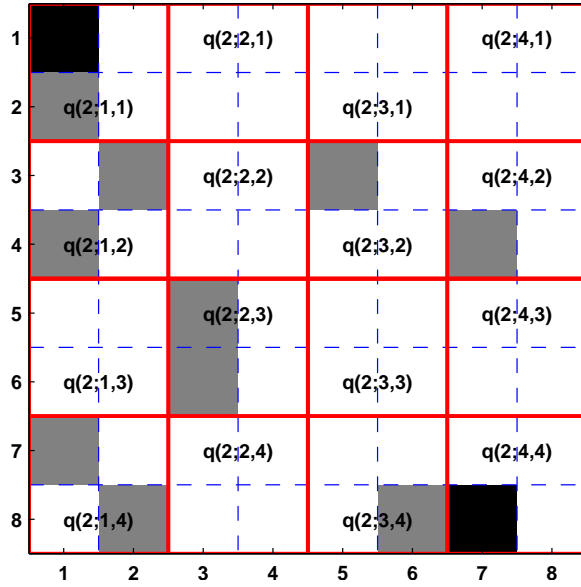 1 q(2;2,1) q(2;4,1)
2 q(2;1,1) q(2;3,1)
3 q(2;2,2) q(2;4,2)
4 q(2;1,2) q(2;3,2)
5 q(2;2,3) q(2;4,3)
6 q(2;1,3) q(2;3,3)
7 q(2;2,4) q(2;4,4)
8 q(2;1,4) q(2;3,4)
1 2 3 4 5 6 7 8